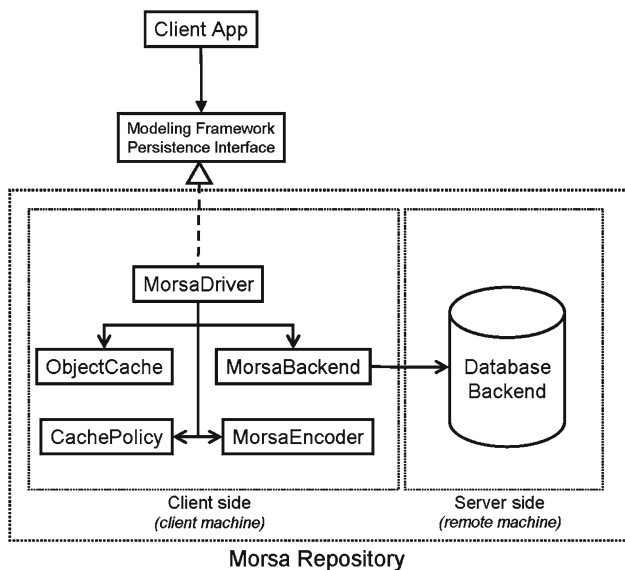 Client App
Modeling Framework
Persistence Interface
MorsaDriver
ObjectCache
MorsaBackend
CachePolicy
MorsaEncoder
Database
Backend
Client side
(client machine)
Server side
(remote machine)
Morsa Repository